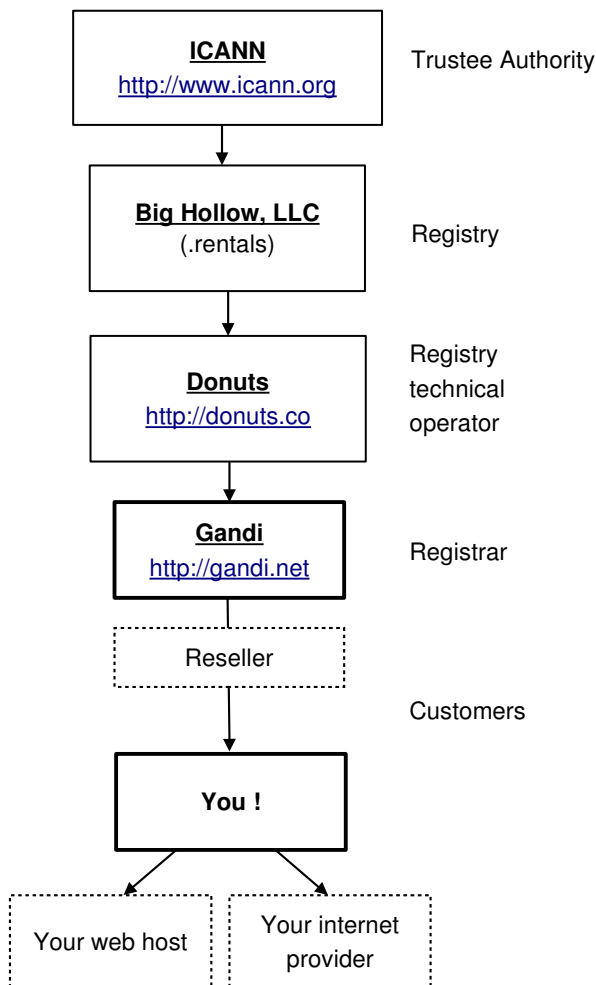 ICANN
http://www.icann.org
Trustee Authority
Big Hollow, LLC
(.rentals)
Registry
Donuts
http://donuts.co
Registry
technical
operator
Gandi
http://gandi.net
Registrar
Reseller
Customers
You !
Your web host
Your internet
provider